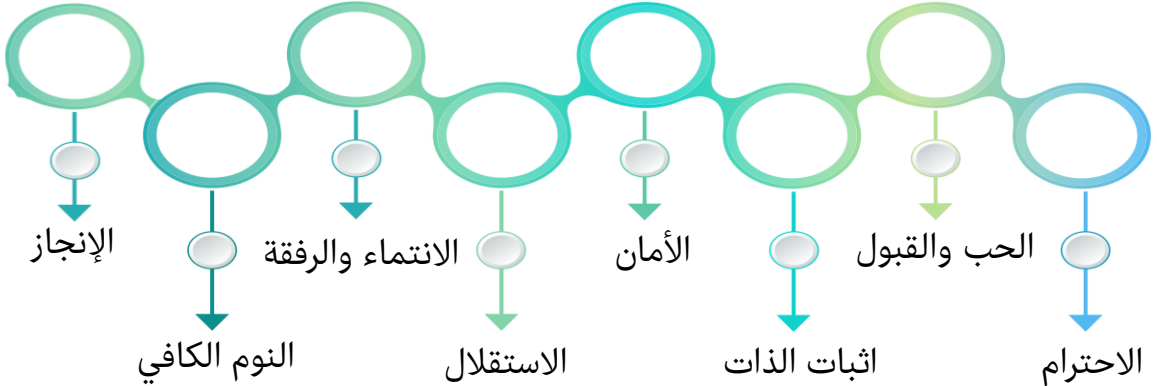 الاحترام
الحب والقبول
اثبات الذات
الأمان
الاستقلال
الانتماء والرفقة
النوم الكافي
الإنجاز